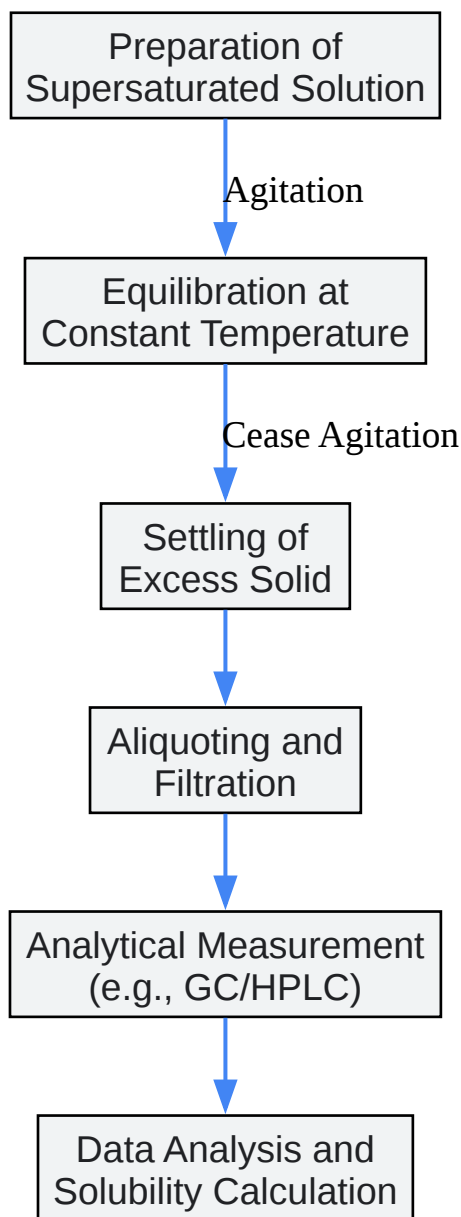 Preparation of
Supersaturated Solution
Agitation
Equilibration at
Constant Temperature
Cease Agitation
Settling of
Excess Solid
Aliquoting and
Filtration
Analytical Measurement
(e.g., GC/HPLC)
Data Analysis and
Solubility Calculation